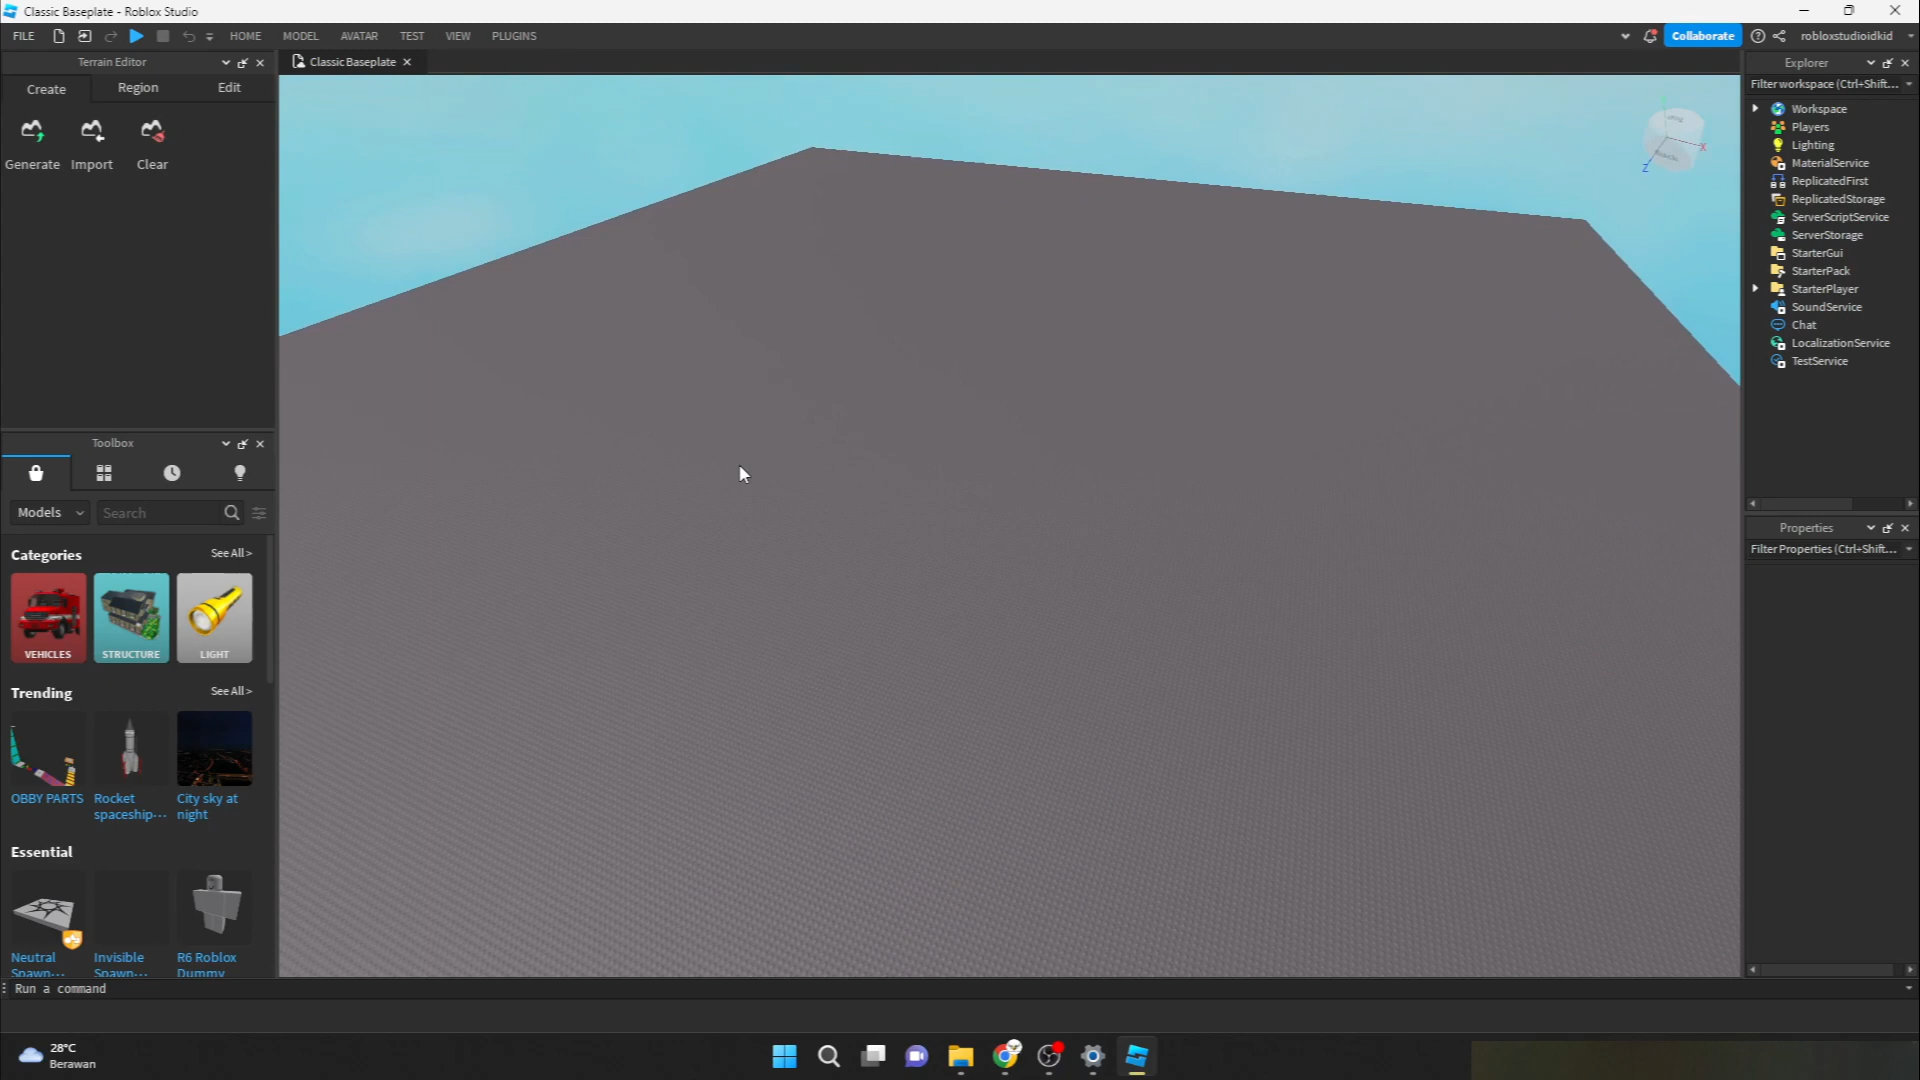 Classic Baseplate - Roblox Studio
FILE
HOME
MODEL
AVATAR
TEST
VIEW
PLUGINS
Collaborate
robloxstudioidkid
Terrain Editor
Create
Region
Edit
Generate
Import
Clear
Classic Baseplate
X
Z
Explorer
Filter workspace (Ctrl+Shift...
Workspace
Players
Lighting
MaterialService
ReplicatedFirst
ReplicatedStorage
ServerScriptService
ServerStorage
StarterGui
StarterPack
StarterPlayer
SoundService
Chat
LocalizationService
TestService
Toolbox
Models
Search
Categories
See All >
VEHICLES
STRUCTURE
LIGHT
Trending
See All >
OBBY PARTS
Rocket
spaceship...
City sky at
night
Essential
Neutral
Spawn...
Invisible
Spawn...
R6 Roblox
Dummy
Properties
Filter Properties (Ctrl+Shift...
Run a command
28°C
Berawan